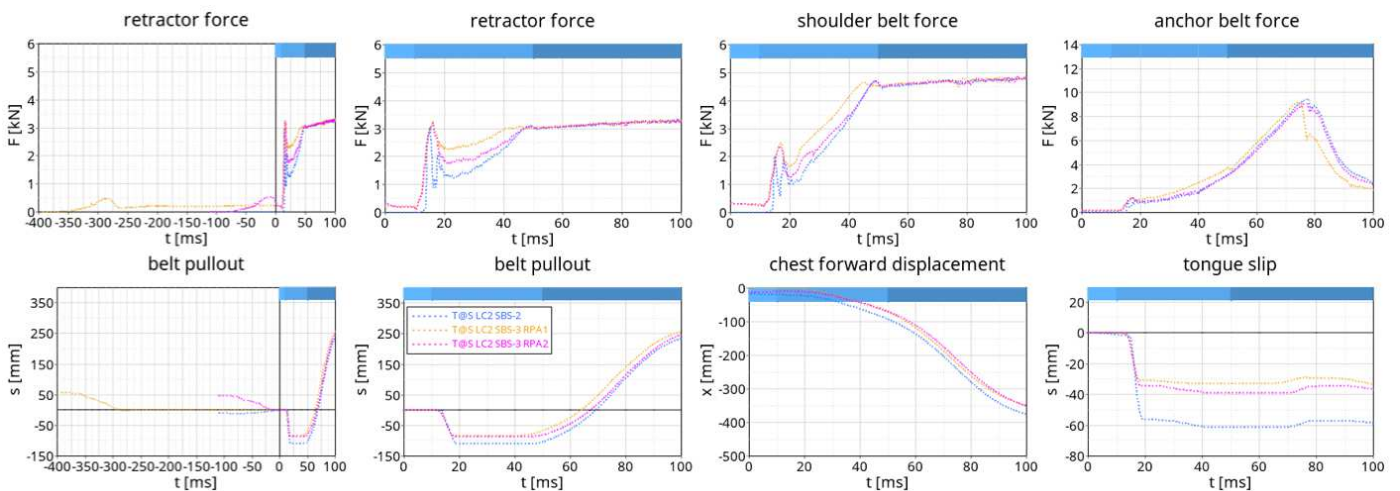 retractor force
retractor force
shoulder belt force
anchor belt force
F [kN]
6
5
4
3
2
1
0
-400 -350 -300 -250 -200 -150 -100 -50 0 50 100
t [ms]
F [kN]
6
5
4
3
2
1
0
0 20 40 60 80 100
t [ms]
F [kN]
6
5
4
3
2
1
0
0 20 40 60 80 100
t [ms]
F [kN]
14
12
10
8
6
4
2
0
0 20 40 60 80 100
t [ms]
belt pullout
belt pullout
chest forward displacement
tongue slip
s [mm]
350
250
150
50
-50
-150
-400 -350 -300 -250 -200 -150 -100 -50 0 50 100
t [ms]
s [mm]
350
250
150
50
-50
-150
T@S LC2 SBS-2
T@S LC2 SBS-3 RPA1
T@S LC2 SBS-3 RPA2
0 20 40 60 80 100
t [ms]
x [mm]
0
-100
-200
-300
-400
-500
0 20 40 60 80 100
t [ms]
s [mm]
20
0
-20
-40
-60
-80
0 20 40 60 80 100
t [ms]